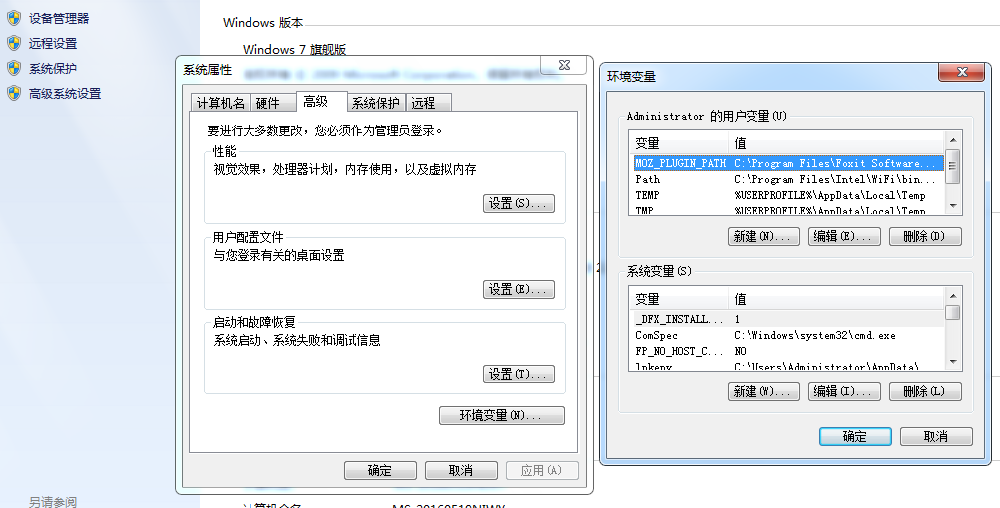 设备管理器
远程设置
系统保护
高级系统设置
另请参阅
Windows 版本
Windows 7 旗舰版
系统属性
计算机名 硬件 高级 系统保护 远程
要进行大多数更改，您必须作为管理员登录。
性能
视觉效果，处理器计划，内存使用，以及虚拟内存
设置(S)...
用户配置文件
与您登录有关的桌面设置
设置(E)...
启动和故障恢复
系统启动、系统失败和调试信息
设置(T)...
环境变量(N)...
确定 取消 应用(A)
环境变量
Administrator 的用户变量(U)
变量 值
MOZ_PLUGIN_PATH C:\Program Files\Foxit Software...
Path C:\Program Files\Intel\WiFi\bin...
TEMP %USERPROFILE%\AppData\Local\Temp
TMP %USERPROFILE%\AppData\Local\Temp
新建(N)... 编辑(E)... 删除(D)
系统变量(S)
变量 值
_DFX_INSTALL... 1
ComSpec C:\Windows\system32\cmd.exe
FP_NO_HOST_C... NO
C:\Users\Administrator\AppData\
新建(W)... 编辑(I)... 删除(L)
确定 取消